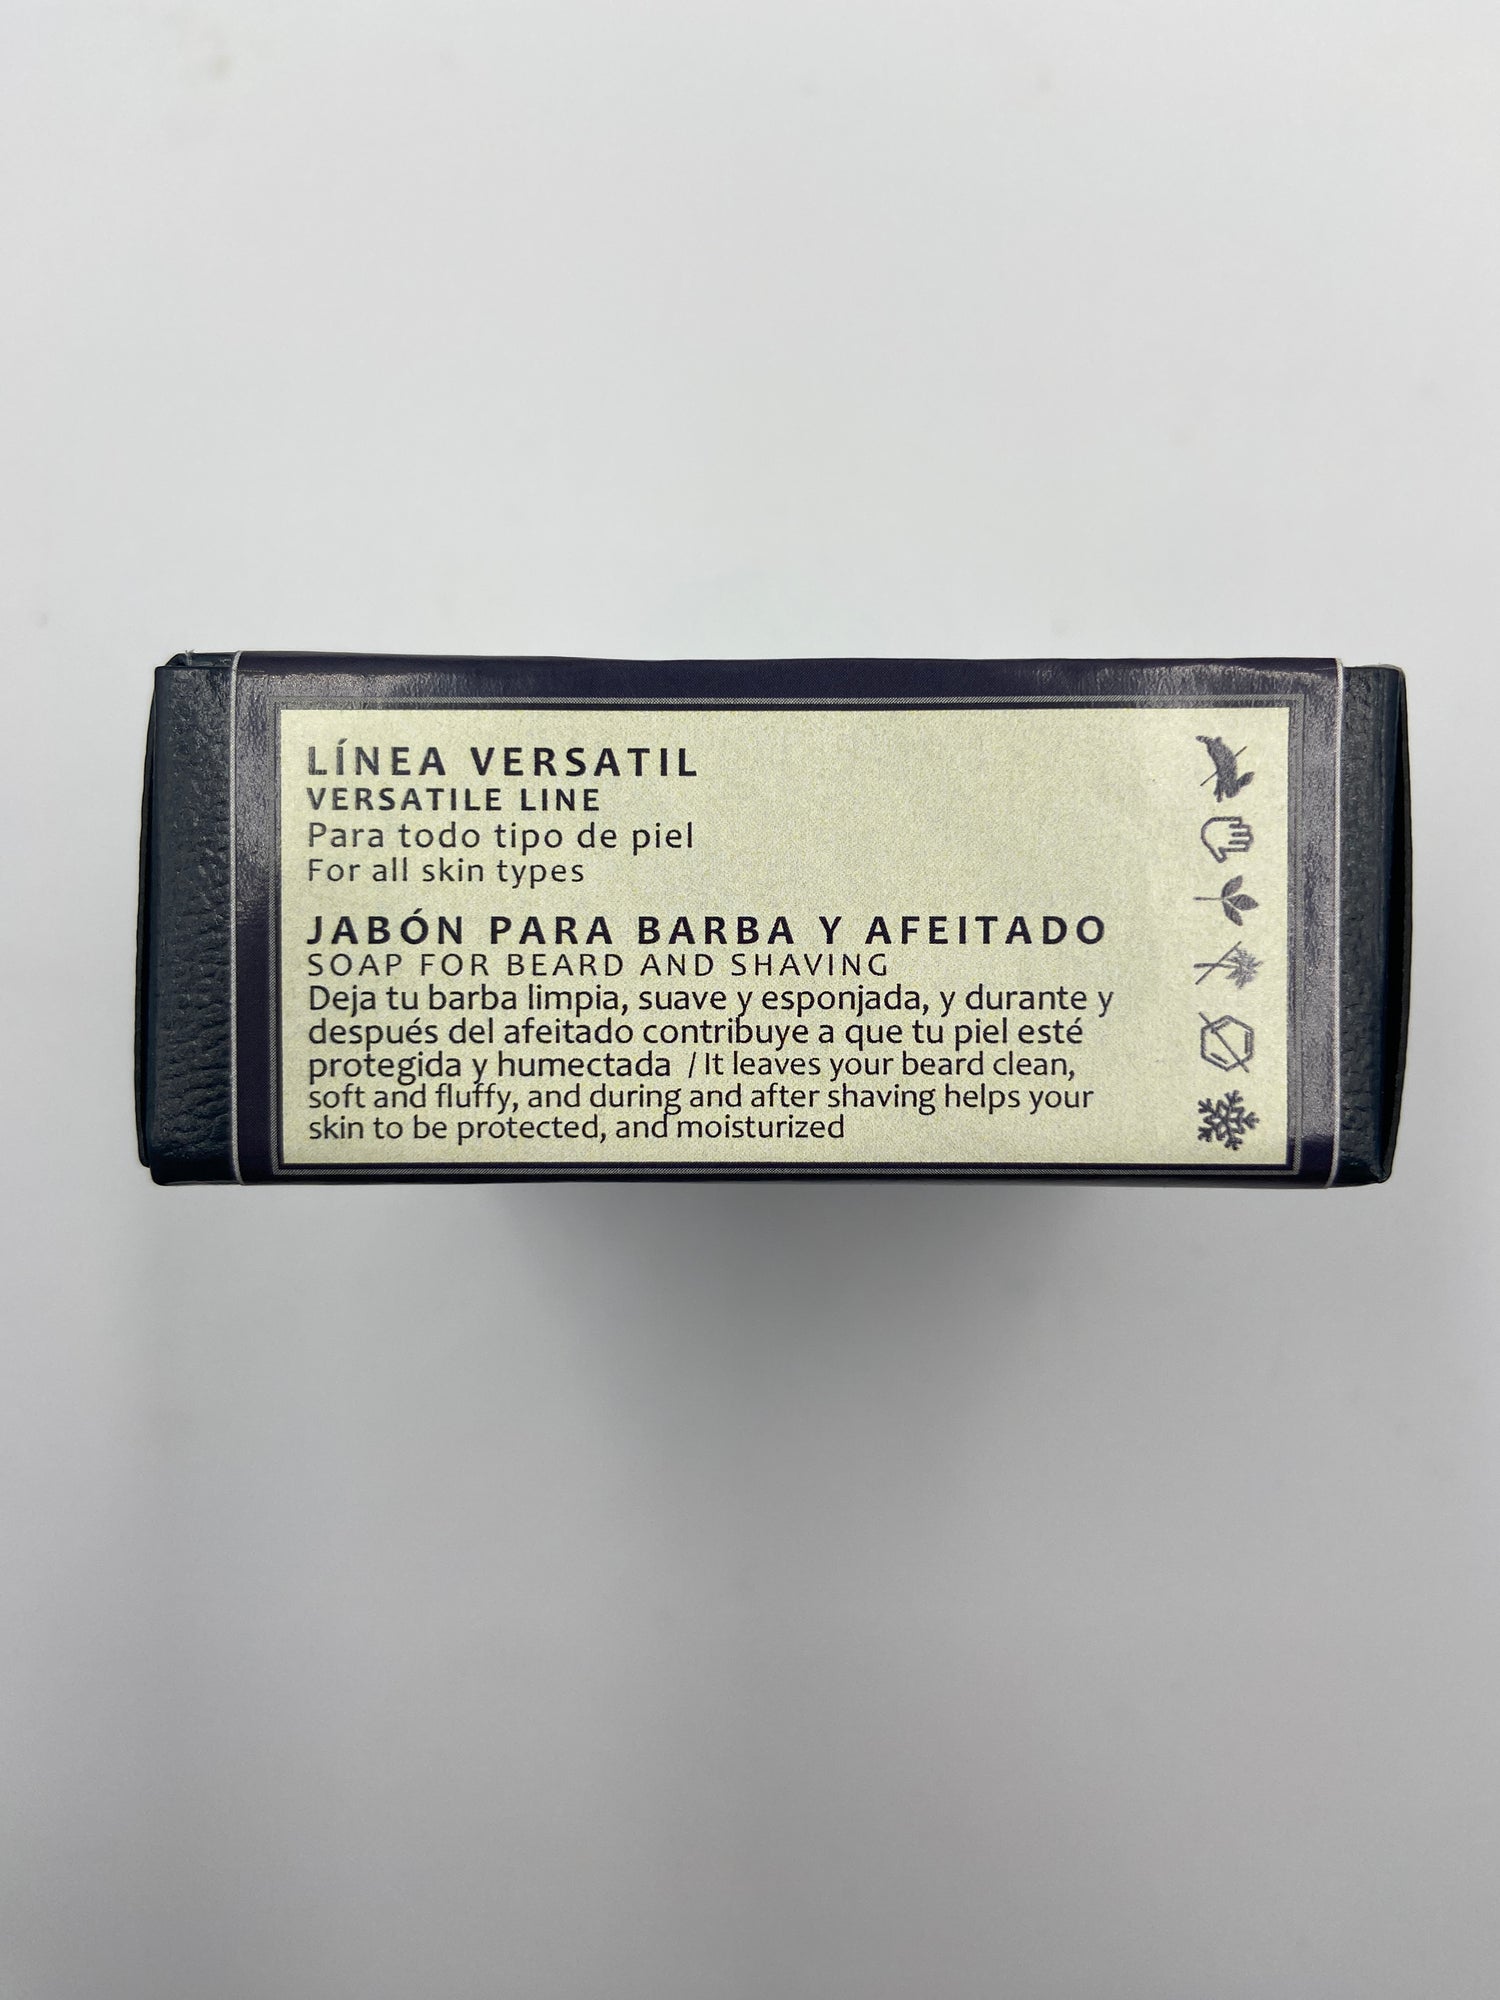 LÍNEA VERSATIL
VERSATILE LINE
Para todo tipo de piel
For all skin types
JABÓN PARA BARBA Y AFEITADO
SOAP FOR BEARD AND SHAVING
Deja tu barba limpia, suave y esponjada, y durante y
después del afeitado contribuye a que tu piel esté
protegida y humectada / It leaves your beard clean,
soft and fluffy, and during and after shaving helps your
skin to be protected, and moisturized